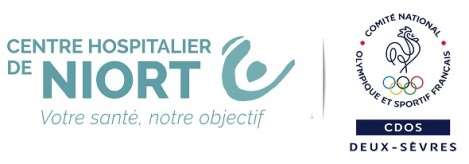 CENTRE HOSPITALIER
DE NIORT
Votre santé, notre objectif
COMITÉ NATIONAL
OLYMPIQUE ET SPORTIF FRANÇAIS
CDOS
DEUX-SÈVRES